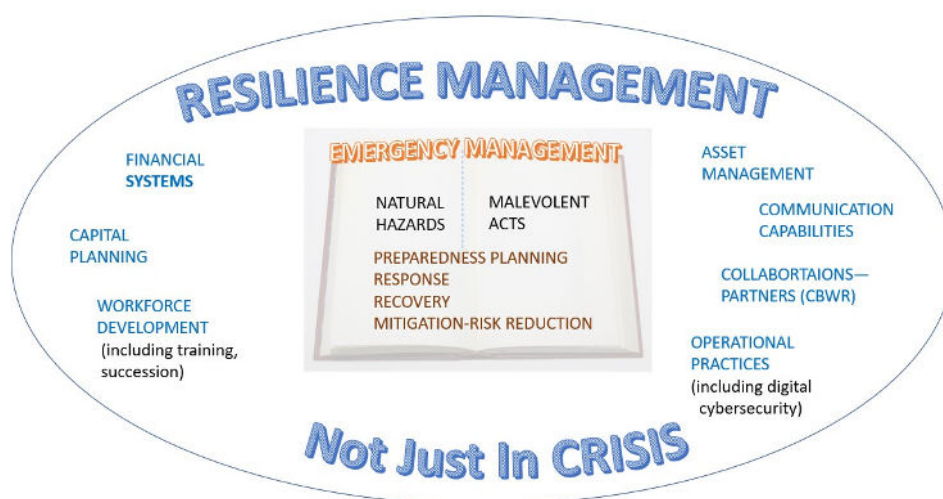 RESILIENCE MANAGEMENT
FINANCIAL
SYSTEMS
CAPITAL
PLANNING
WORKFORCE
DEVELOPMENT
(including training,
succession)
EMERGENCY MANAGEMENT
NATURAL
HAZARDS
MALEVOLENT
ACTS
PREPAREDNESS PLANNING
RESPONSE
RECOVERY
MITIGATION-RISK REDUCTION
ASSET
MANAGEMENT
COMMUNICATION
CAPABILITIES
COLLABORTAIONS—
PARTNERS (CBWR)
OPERATIONAL
PRACTICES
(including digital
cybersecurity)
Not Just In CRISIS